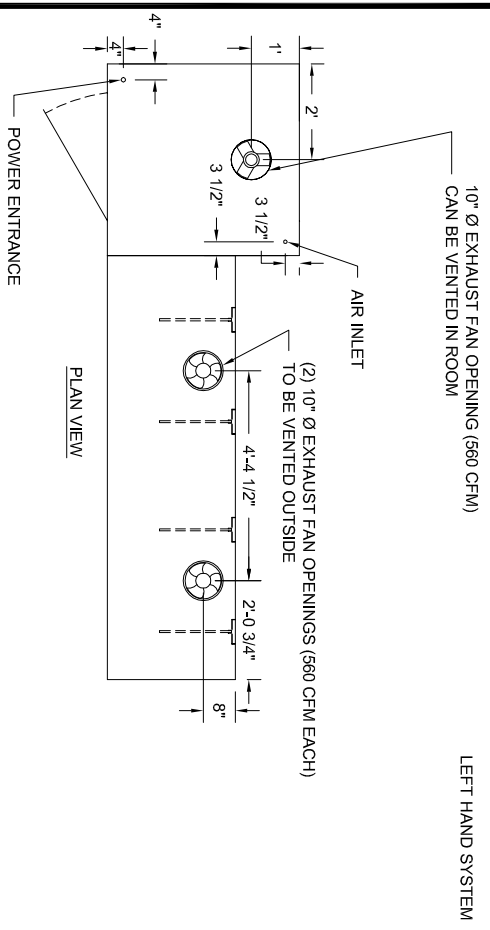 LEFT HAND SYSTEM
10" Ø EXHAUST FAN OPENING (560 CFM)
CAN BE VENTED IN ROOM
AIR INLET
(2) 10" Ø EXHAUST FAN OPENINGS (560 CFM EACH)
TO BE VENTED OUTSIDE
1'
2'
3 1/2"
3 1/2"
4"
4"
4'-4 1/2"
2'-0 3/4"
8"
POWER ENTRANCE
PLAN VIEW